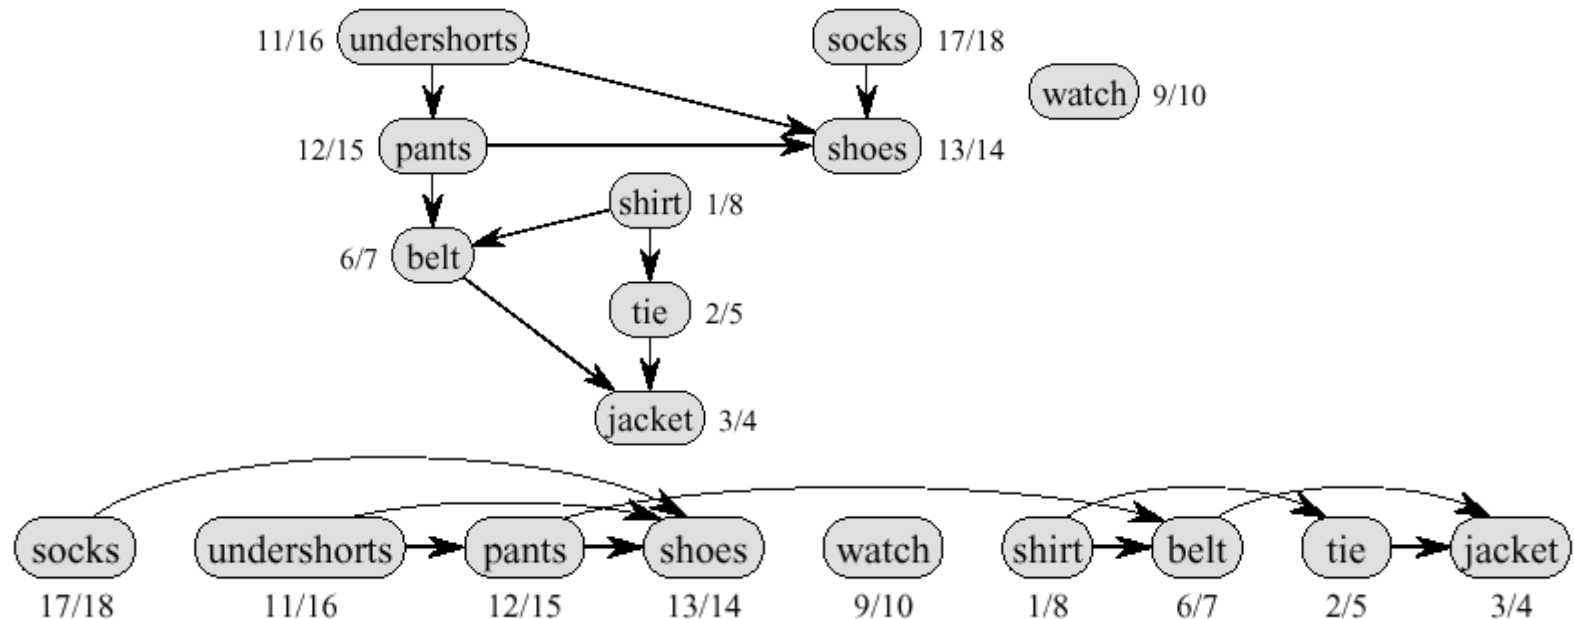 11/16 undershorts socks 17/18
watch 9/10
12/15 pants shoes 13/14
shirt 1/8
6/7 belt
tie 2/5
jacket 3/4
socks undershorts pants shoes watch shirt belt tie jacket
17/18 11/16 12/15 13/14 9/10 1/8 6/7 2/5 3/4